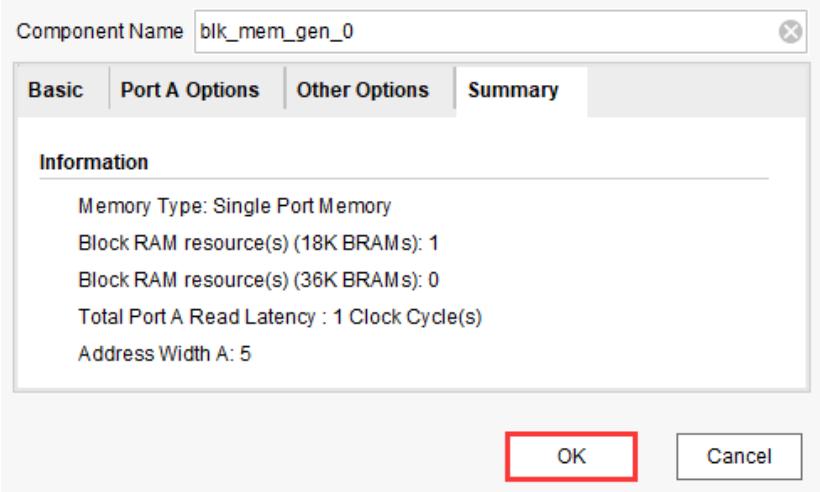 Component Name blk_mem_gen_0
Basic Port A Options Other Options Summary
Information
Memory Type: Single Port Memory
Block RAM resource(s) (18K BRAMs): 1
Block RAM resource(s) (36K BRAMs): 0
Total Port A Read Latency : 1 Clock Cycle(s)
Address Width A: 5
OK Cancel